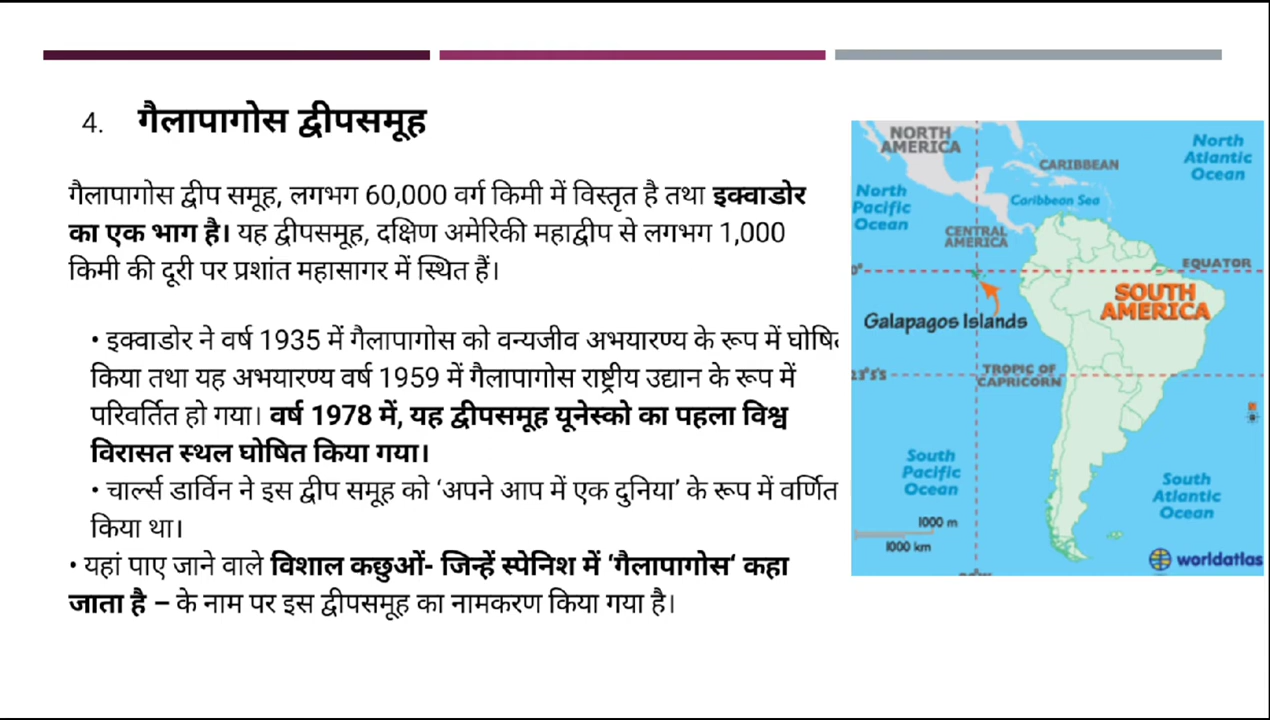 4. गैलापागोस द्वीपसमूह
गैलापागोस द्वीप समूह, लगभग 60,000 वर्ग किमी में विस्तृत है तथा इक्वाडोर
का एक भाग है। यह द्वीपसमूह, दक्षिण अमेरिकी महाद्वीप से लगभग 1,000
किमी की दूरी पर प्रशांत महासागर में स्थित हैं।
• इक्वाडोर ने वर्ष 1935 में गैलापागोस को वन्यजीव अभयारण्य के रूप में
किया तथा यह अभयारण्य वर्ष 1959 में गैलापागोस राष्ट्रीय उद्यान के रूप में
परिवर्तित हो गया। वर्ष 1978 में, यह द्वीपसमूह यूनेस्को का पहला विश्व
विरासत स्थल घोषित किया गया।
• चार्ल्स डार्विन ने इस द्वीप समूह को ‘अपने आप में एक दुनिया’ के रूप में वर्णित
किया था।
• यहां पाए जाने वाले विशाल कछुओं- जिन्हें स्पेनिश में ‘गैलापागोस‘ कहा
जाता है – के नाम पर इस द्वीपसमूह का नामकरण किया गया है।
NORTH
AMERICA
North
Atlantic
Ocean
CARIBBEAN
North
Pacific
Ocean
Caribbean Sea
CENTRAL
AMERICA
EQUATOR
0°
SOUTH
AMERICA
Galapagos Islands
TROPIC OF
CAPRICORN
South
Pacific
Ocean
South
Atlantic
Ocean
1000 m
1000 km
worldatlas